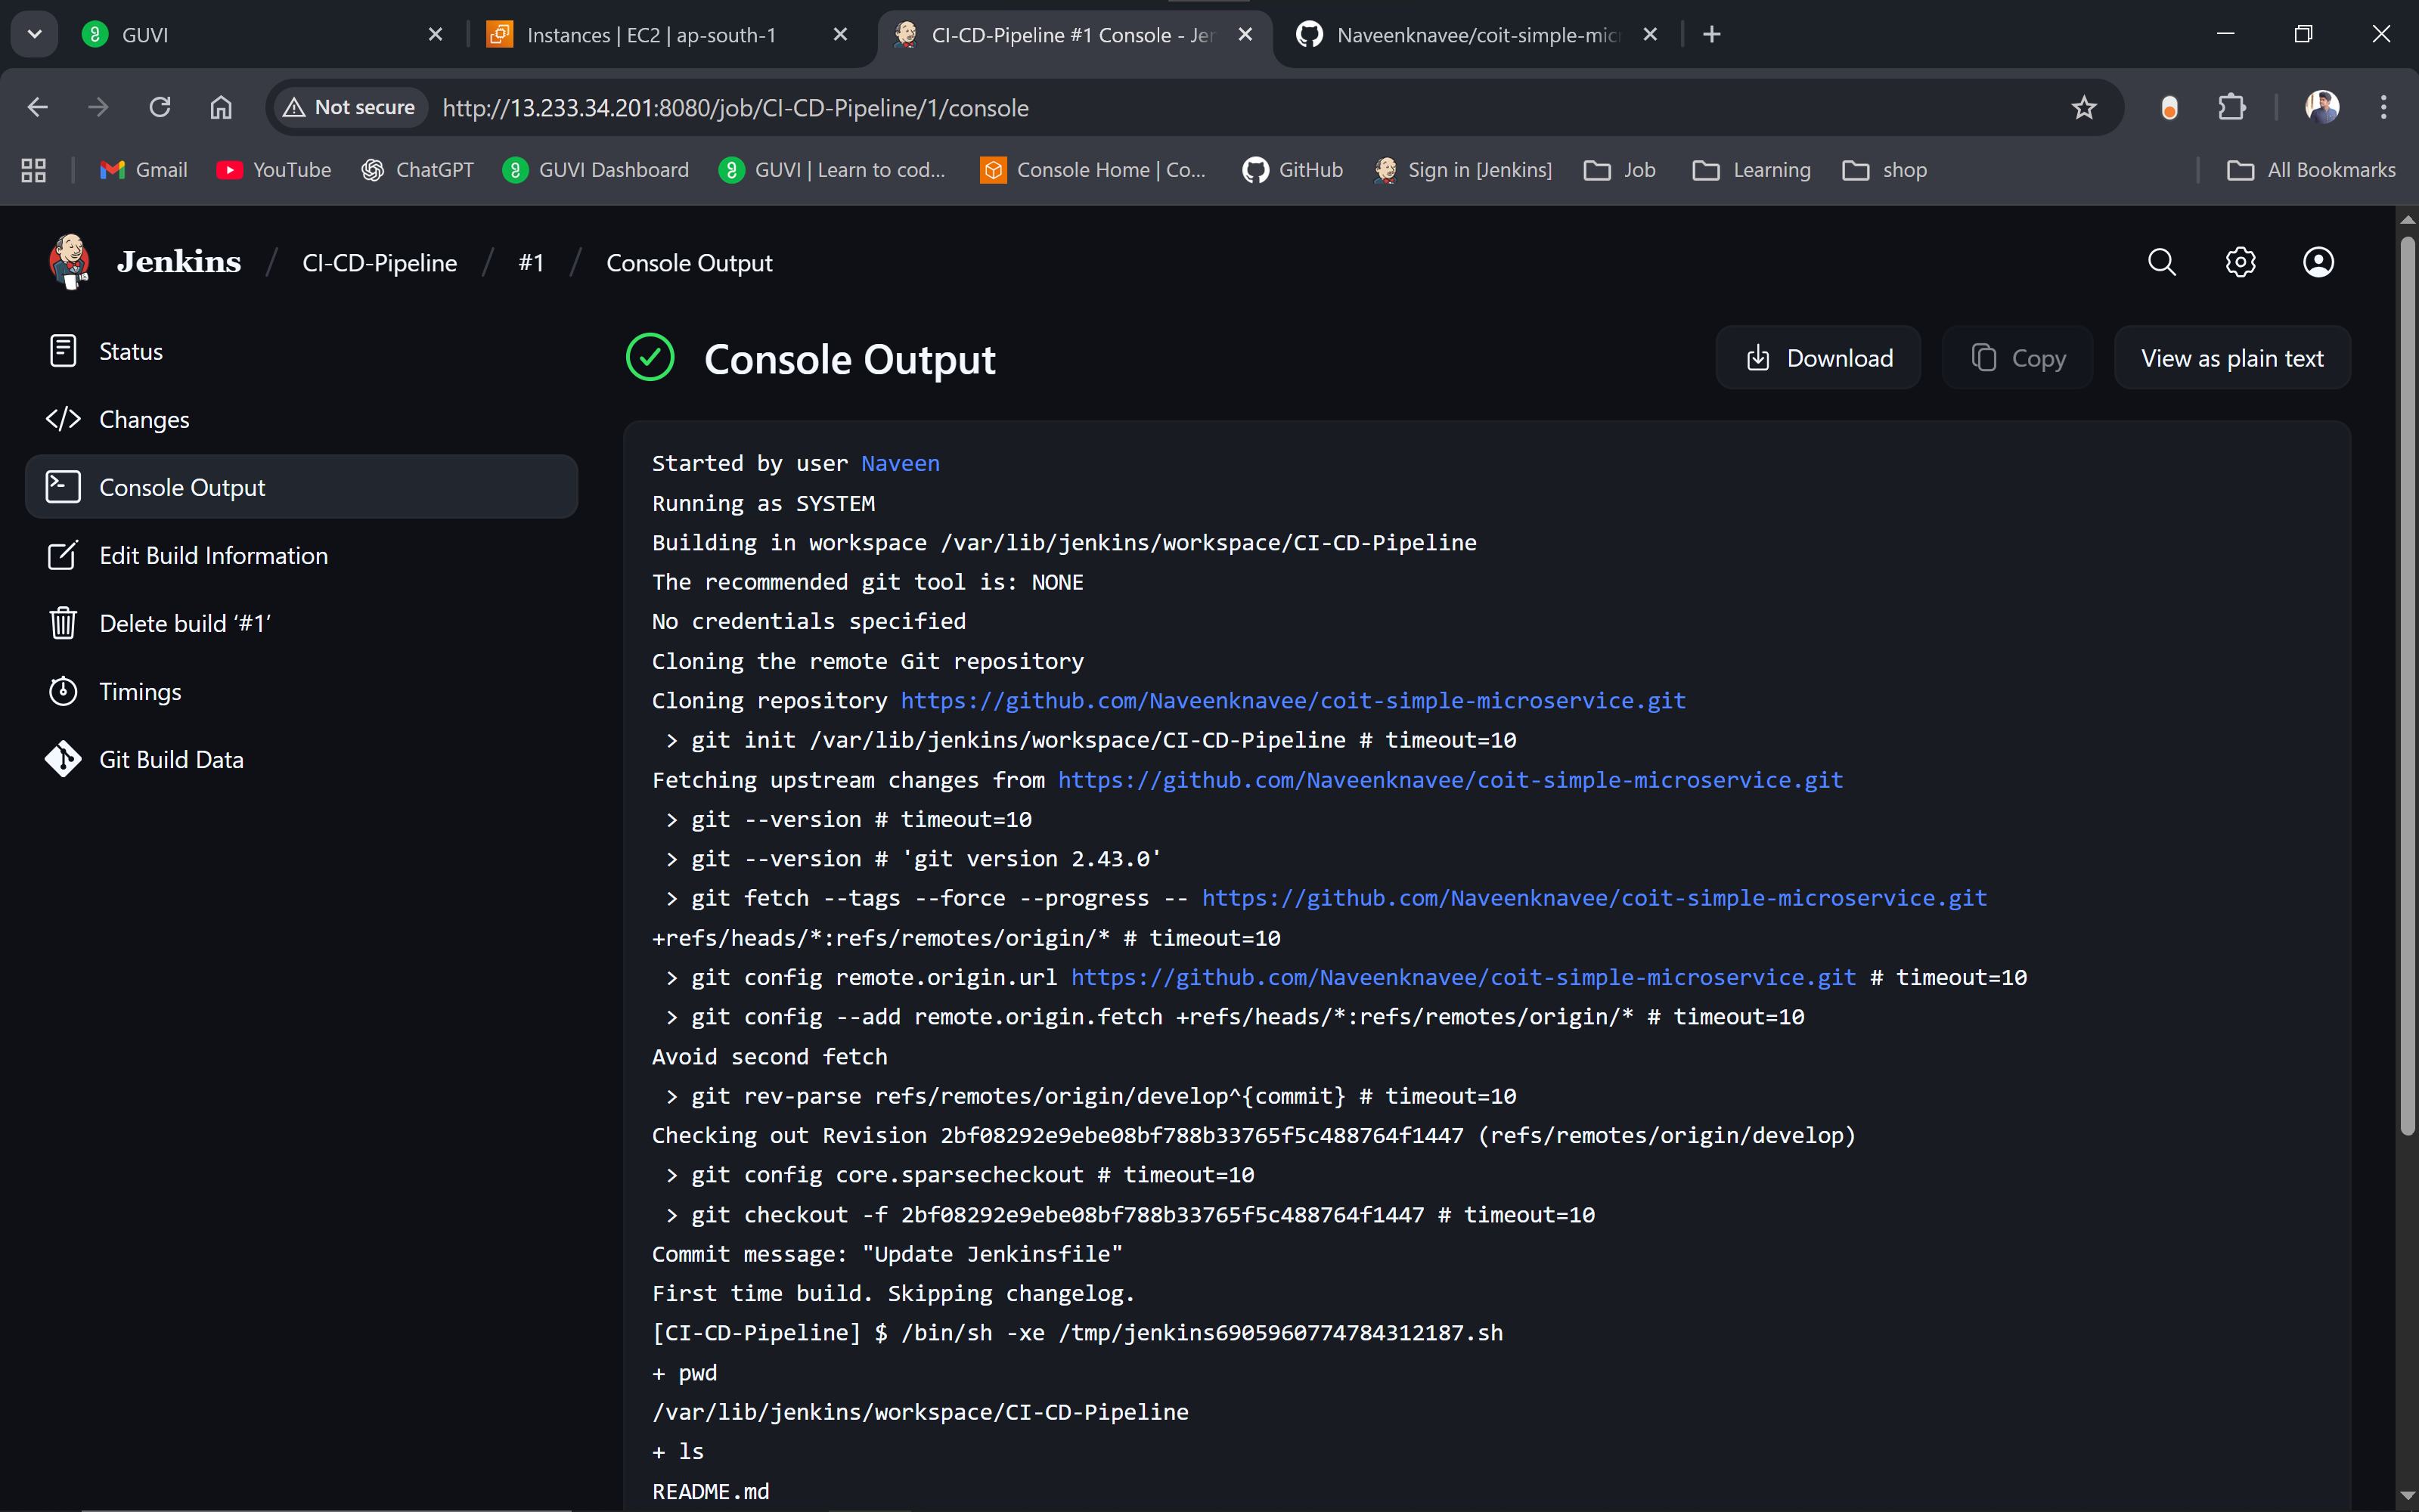 GUVI
Instances | EC2 | ap-south-1
CI-CD-Pipeline #1 Console - Jer
Naveenknavee/coit-simple-micr
Not secure
http://13.233.34.201:8080/job/CI-CD-Pipeline/1/console
Gmail
YouTube
ChatGPT
GUVI Dashboard
GUVI | Learn to cod...
Console Home | Co...
GitHub
Sign in [Jenkins]
Job
Learning
shop
All Bookmarks
Jenkins / CI-CD-Pipeline / #1 / Console Output
Status
Changes
Console Output
Edit Build Information
Delete build ‘#1’
Timings
Git Build Data
Console Output
Download
Copy
View as plain text
Started by user Naveen
Running as SYSTEM
Building in workspace /var/lib/jenkins/workspace/CI-CD-Pipeline
The recommended git tool is: NONE
No credentials specified
Cloning the remote Git repository
Cloning repository https://github.com/Naveenknavee/coit-simple-microservice.git
> git init /var/lib/jenkins/workspace/CI-CD-Pipeline # timeout=10
Fetching upstream changes from https://github.com/Naveenknavee/coit-simple-microservice.git
> git --version # timeout=10
> git --version # 'git version 2.43.0'
> git fetch --tags --force --progress -- https://github.com/Naveenknavee/coit-simple-microservice.git
+refs/heads/*:refs/remotes/origin/* # timeout=10
> git config remote.origin.url https://github.com/Naveenknavee/coit-simple-microservice.git # timeout=10
> git config --add remote.origin.fetch +refs/heads/*:refs/remotes/origin/* # timeout=10
Avoid second fetch
> git rev-parse refs/remotes/origin/develop^{commit} # timeout=10
Checking out Revision 2bf08292e9ebe08bf788b33765f5c488764f1447 (refs/remotes/origin/develop)
> git config core.sparsecheckout # timeout=10
> git checkout -f 2bf08292e9ebe08bf788b33765f5c488764f1447 # timeout=10
Commit message: "Update Jenkinsfile"
First time build. Skipping changelog.
[CI-CD-Pipeline] $ /bin/sh -xe /tmp/jenkins6905960774784312187.sh
+ pwd
/var/lib/jenkins/workspace/CI-CD-Pipeline
+ ls
README.md